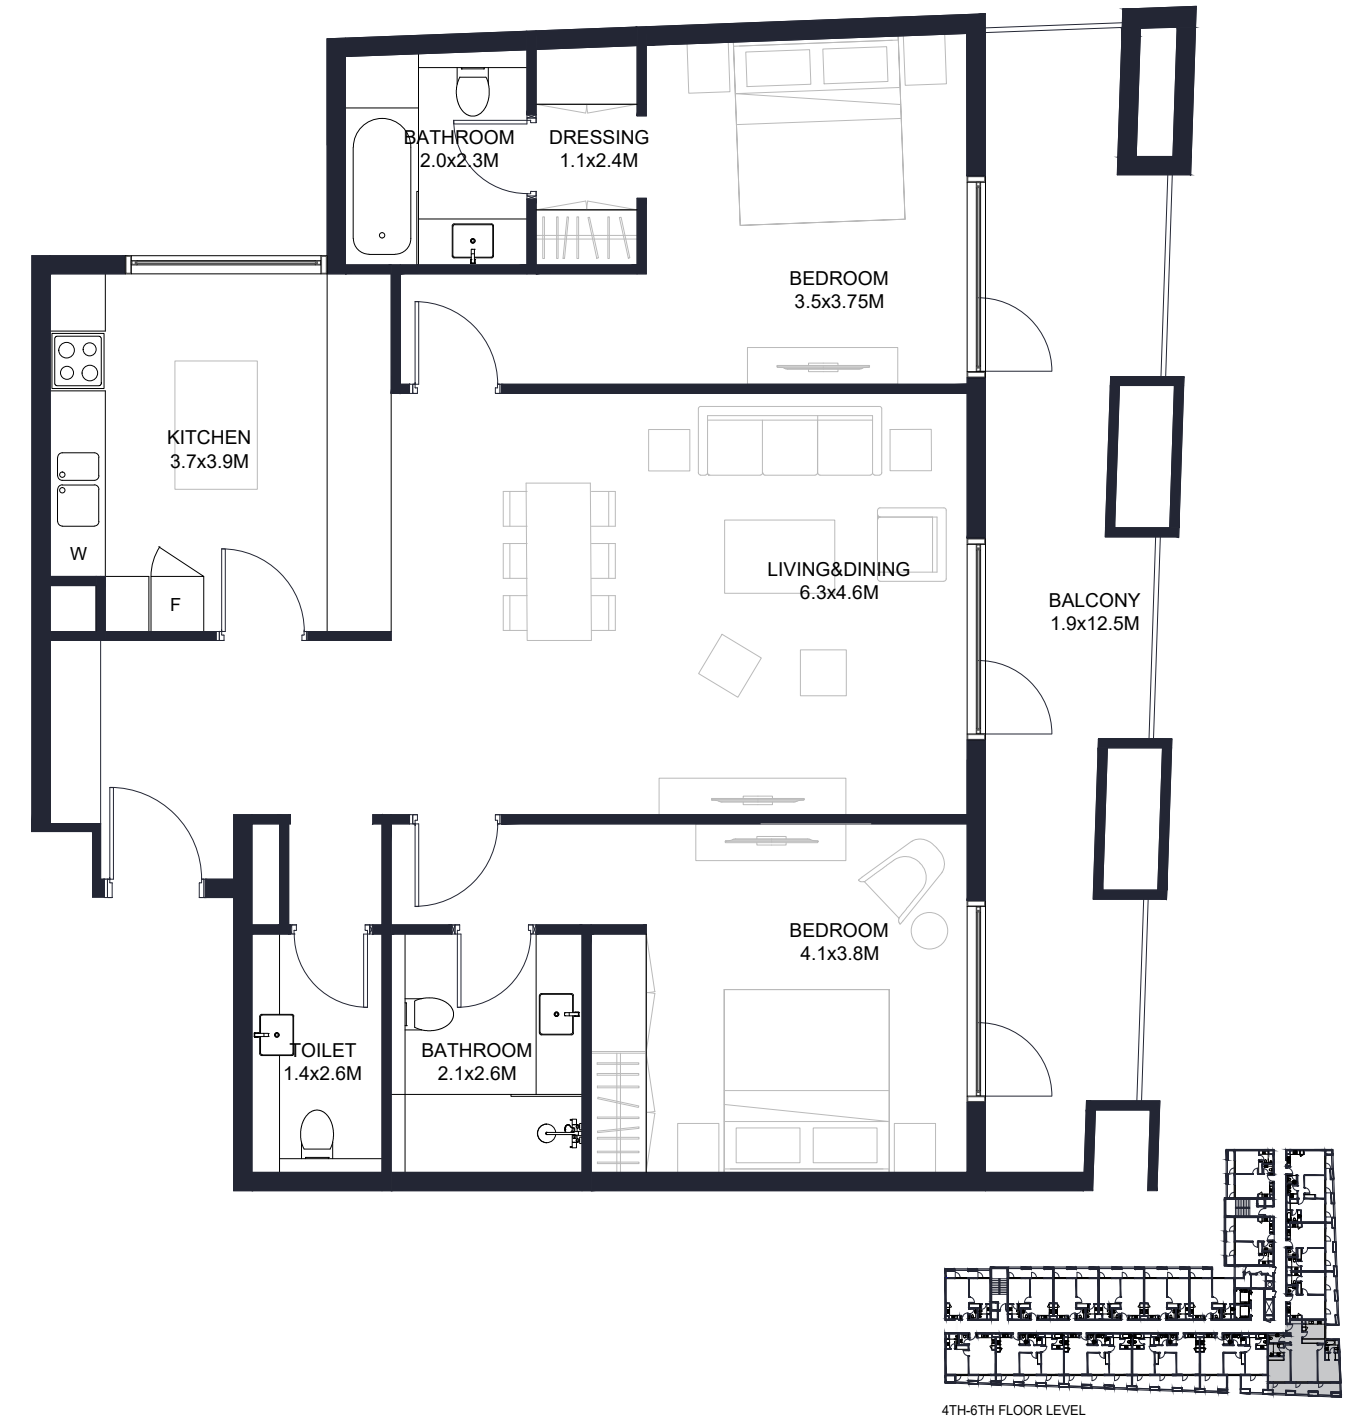 BATHROOM
2.0x2.3M
DRESSING
1.1x2.4M
BEDROOM
3.5x3.75M
KITCHEN
3.7x3.9M
W
F
LIVING&DINING
6.3x4.6M
BALCONY
1.9x12.5M
BEDROOM
4.1x3.8M
TOILET
1.4x2.6M
BATHROOM
2.1x2.6M
4TH-6TH FLOOR LEVEL